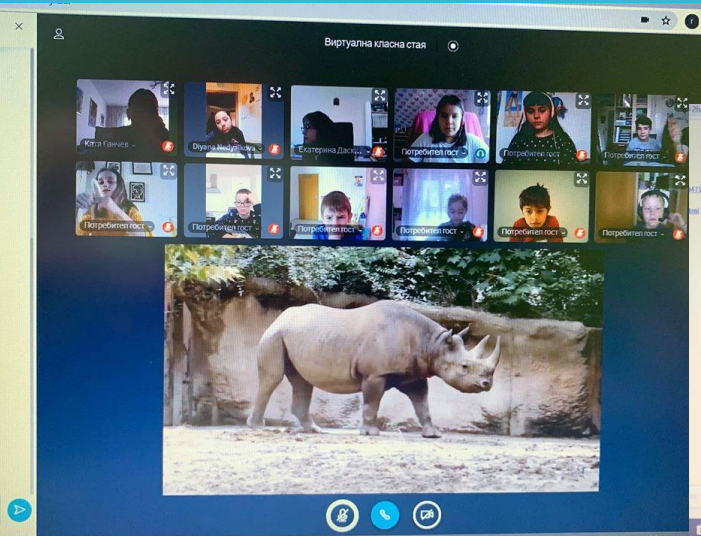 Виртуална класна стая
Ката Ганчев
Diyana Nedyalkova
Екатерина Даск...
Потребител гост
Потребител гост
Потребител гост
Потребител гост
Потребител гост
Потребител гост
Потребител гост
Потребител гост
Потребител гост